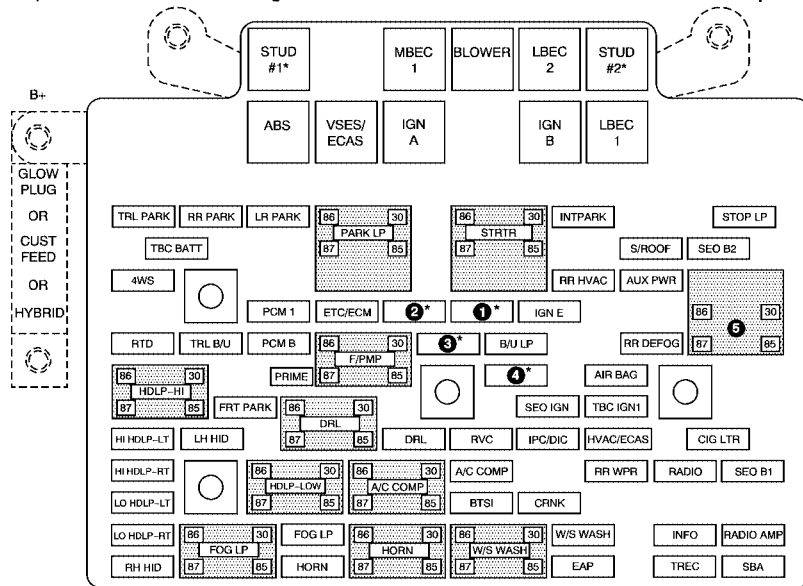 STUD #1*
MBEC 1
BLOWER
LBEC 2
STUD #2*
B+
ABS
VSES/ ECAS
IGN A
IGN B
LBEC 1
GLOW PLUG
OR
CUST FEED
OR
HYBRID
TRL PARK
RR PARK
LR PARK
86 30
PARK LP
87 85
86 30
STRTR
87 85
INTPARK
STOP LP
TBC BATT
S/ROOF
SEO B2
4WS
RR HVAC
AUX PWR
PCM 1
ETC/ECM
2*
1*
IGN E
86 30
5
87 85
RTD
TRL B/U
PCM B
86 30
F/PMP
87 85
3*
B/U LP
RR DEFOG
PRIME
4*
AIR BAG
86 30
HDLP-HI
87 85
FRT PARK
86 30
DRL
87 85
SEO IGN
TBC IGN1
HI HDLP-LT
LH HID
DRL
RVC
IPC/DIC
HVAC/ECAS
CIG LTR
HI HDLP-RT
86 30
HDLP-LOW
87 85
86 30
A/C COMP
87 85
A/C COMP
RR WPR
RADIO
SEO B1
LO HDLP-LT
BTSI
CRNK
LO HDLP-RT
86 30
FOG LP
87 85
FOG LP
86 30
HORN
87 85
86 30
W/S WASH
87 85
W/S WASH
INFO
RADIO AMP
RH HID
HORN
EAP
TREC
SBA